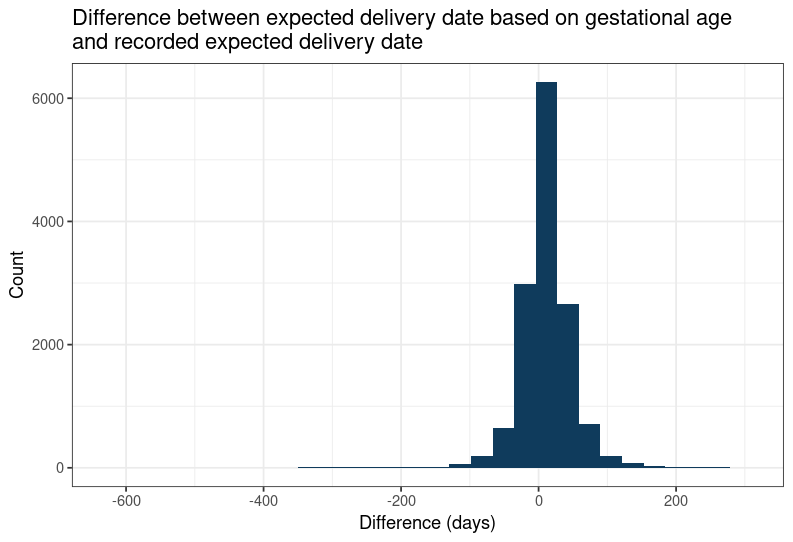 Difference between expected delivery date based on gestational age
and recorded expected delivery date
6000
4000
2000
0
Count
-600
-400
-200
0
200
Difference (days)